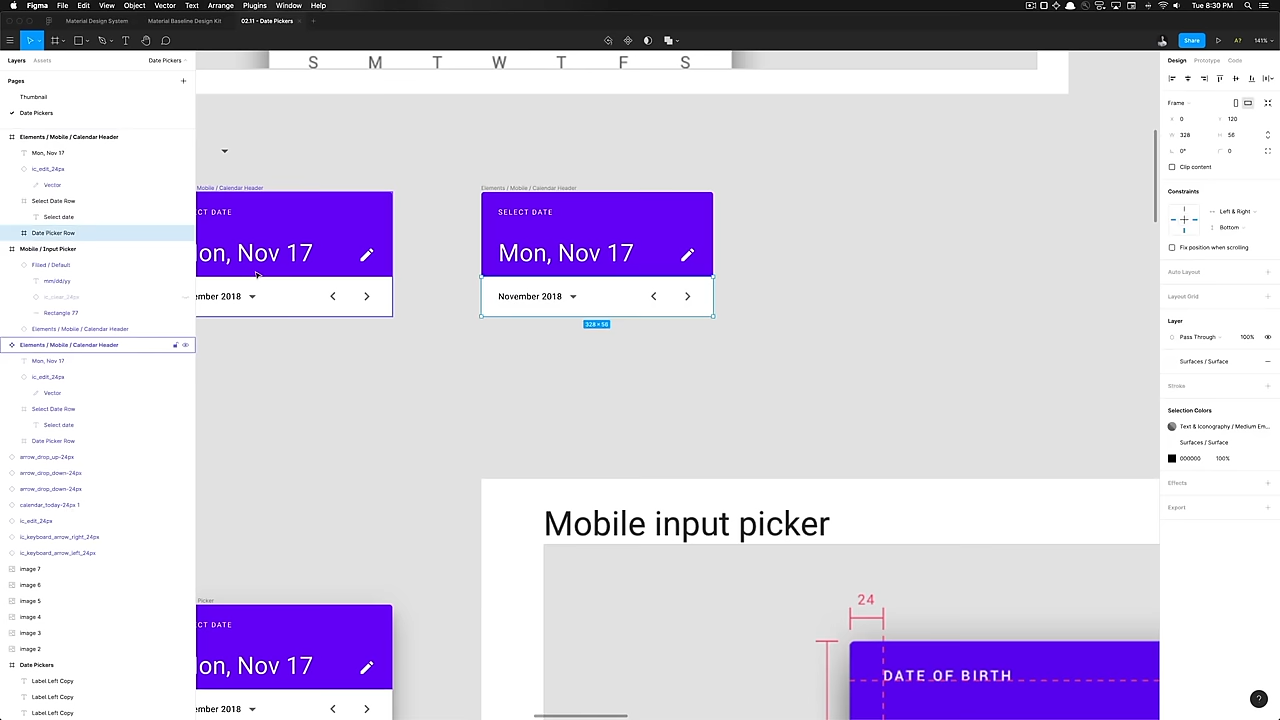 Figma File Edit View Object Vector Text Arrange Plugins Window Help
Tue 8:30 PM
Material Design System
Material Baseline Design Kit
02.11 - Date Pickers
Share
A?
141%
Layers Assets
Date Pickers
Pages
Thumbnail
Date Pickers
Elements / Mobile / Calendar Header
Mon, Nov 17
ic_edit_24px
Vector
Select Date Row
Select date
Date Picker Row
Mobile / Input Picker
Filled / Default
mm/dd/yy
ic_clear_24px
Rectangle 77
Elements / Mobile / Calendar Header
Elements / Mobile / Calendar Header
Mon, Nov 17
ic_edit_24px
Vector
Select Date Row
Select date
Date Picker Row
arrow_drop_up-24px
arrow_drop_down-24px
arrow_drop_down-24px
calendar_today-24px 1
ic_edit_24px
ic_keyboard_arrow_right_24px
ic_keyboard_arrow_left_24px
image 7
image 6
image 5
image 4
image 3
image 2
Date Pickers
Label Left Copy
Label Left Copy
Label Left Copy
S M T W T F S
Mobile / Calendar Header
CT DATE
on, Nov 17
ember 2018
Elements / Mobile / Calendar Header
SELECT DATE
Mon, Nov 17
November 2018
328 × 56
Picker
CT DATE
on, Nov 17
ember 2018
Mobile input picker
24
DATE OF BIRTH
Design Prototype Code
Frame
X 0 Y 120
W 328 H 56
0° 0
Clip content
Constraints
Left & Right
Bottom
Fix position when scrolling
Auto Layout
Layout Grid
Layer
Pass Through 100%
Surfaces / Surface
Stroke
Selection Colors
Text & Iconography / Medium Em...
Surfaces / Surface
000000 100%
Effects
Export
?